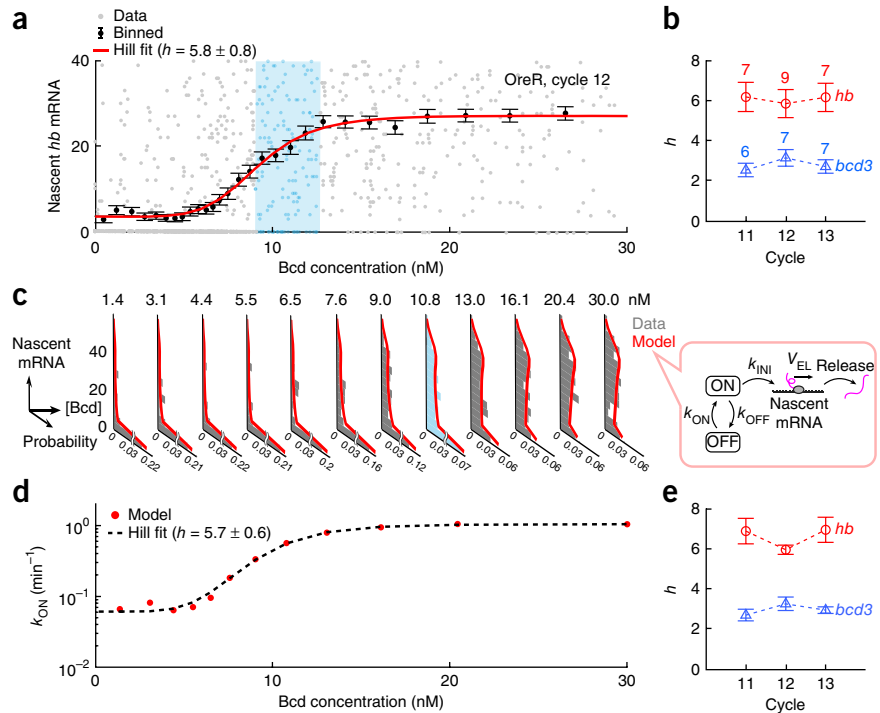 a
Data
Binned
Hill fit (h = 5.8 ± 0.8)
OreR, cycle 12
Nascent hb mRNA
40
20
0
0 10 20 30
Bcd concentration (nM)
b
h
8
6
4
2
0
7 9 7
hb
6 7 7
bcd3
11 12 13
Cycle
c
1.4 3.1 4.4 5.5 6.5 7.6 9.0 10.8 13.0 16.1 20.4 30.0 nM
Data
Model
Nascent
mRNA
[Bcd]
Probability
40
20
0
0 0.03 0.22
0 0.03 0.21
0 0.03 0.22
0 0.03 0.21
0 0.03 0.2
0 0.03 0.16
0 0.03 0.12
0 0.03 0.07
0 0.03 0.06
0 0.03 0.06
0 0.03 0.06
0 0.03 0.06
kINI
VEL
Release
ON
kON
kOFF
OFF
Nascent
mRNA
d
Model
Hill fit (h = 5.7 ± 0.6)
kON (min−1)
100
10−1
10−2
0 10 20 30
Bcd concentration (nM)
e
h
8
6
4
2
0
hb
bcd3
11 12 13
Cycle